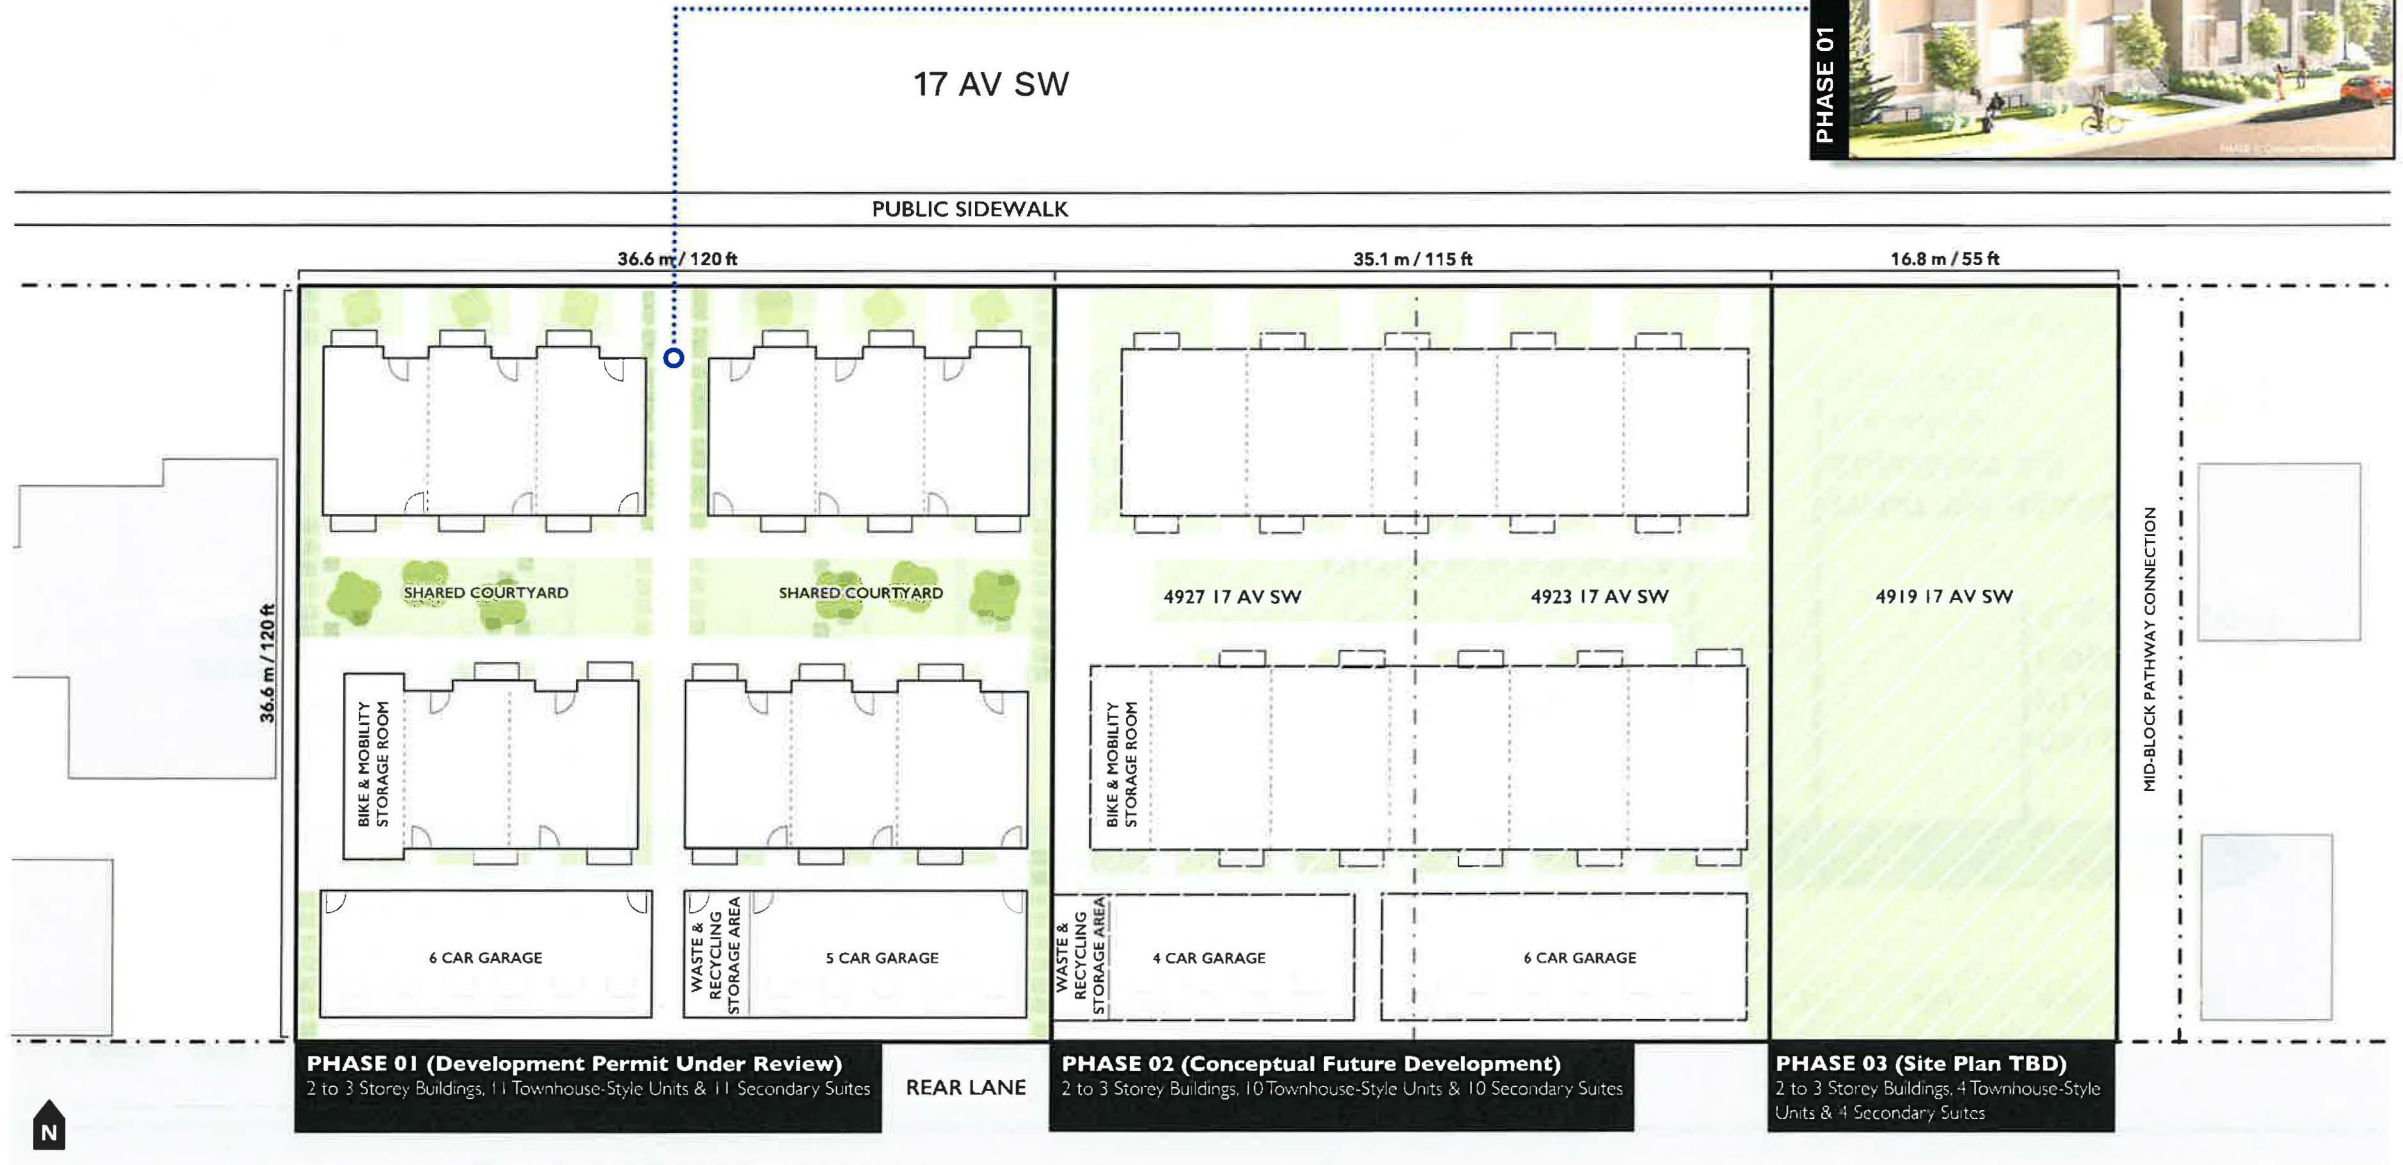 PHASE 01
17 AV SW
PUBLIC SIDEWALK
36.6 m / 120 ft
35.1 m / 115 ft
16.8 m / 55 ft
36.6 m / 120 ft
SHARED COURTYARD
SHARED COURTYARD
4927 17 AV SW
4923 17 AV SW
4919 17 AV SW
MID-BLOCK PATHWAY CONNECTION
BIKE & MOBILITY
STORAGE ROOM
BIKE & MOBILITY
STORAGE ROOM
6 CAR GARAGE
WASTE &
RECYCLING
STORAGE AREA
5 CAR GARAGE
WASTE &
RECYCLING
STORAGE AREA
4 CAR GARAGE
6 CAR GARAGE
PHASE 01 (Development Permit Under Review)
2 to 3 Storey Buildings, 11 Townhouse-Style Units & 11 Secondary Suites
REAR LANE
PHASE 02 (Conceptual Future Development)
2 to 3 Storey Buildings, 10 Townhouse-Style Units & 10 Secondary Suites
PHASE 03 (Site Plan TBD)
2 to 3 Storey Buildings, 4 Townhouse-Style
Units & 4 Secondary Suites
N